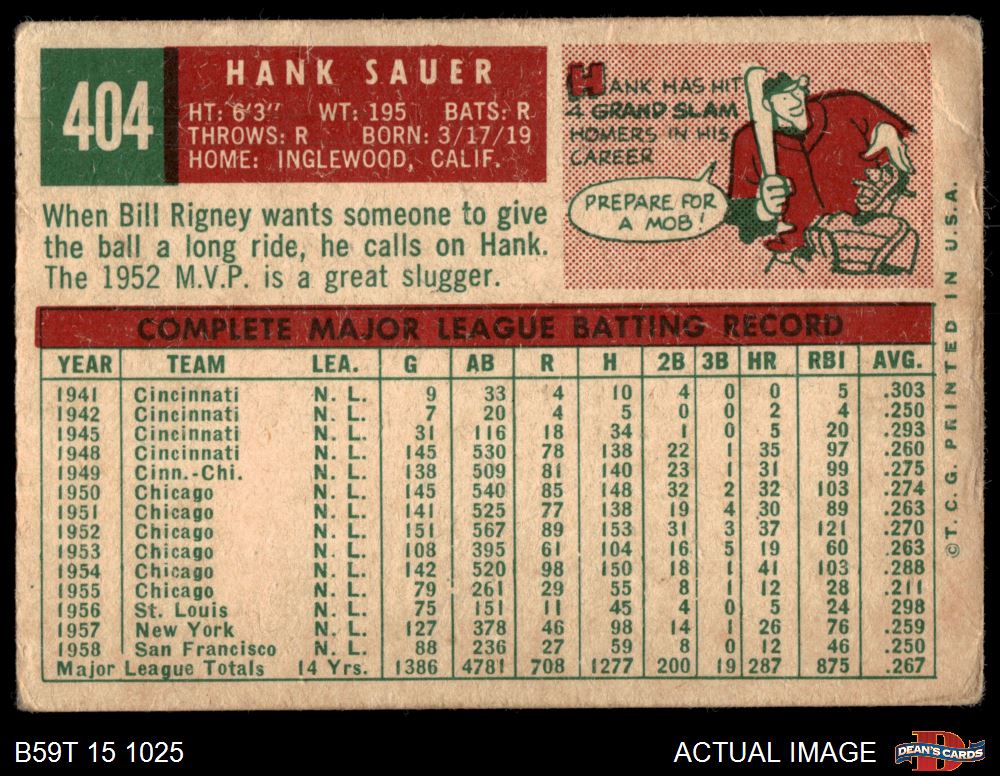 404
HANK SAUER
HT: 6'3" WT: 195 BATS: R
THROWS: R BORN: 3/17/19
HOME: INGLEWOOD, CALIF.
HANK HAS HIT
4 GRAND SLAM
HOMERS IN HIS
CAREER
PREPARE FOR
A MOB!
When Bill Rigney wants someone to give
the ball a long ride, he calls on Hank.
The 1952 M.V.P. is a great slugger.
COMPLETE MAJOR LEAGUE BATTING RECORD
YEAR TEAM LEA. G AB R H 2B 3B HR RBI AVG.
1941 Cincinnati N. L. 9 33 4 10 4 0 0 5 .303
1942 Cincinnati N. L. 7 20 4 5 0 0 2 4 .250
1945 Cincinnati N. L. 31 116 18 34 1 0 5 20 .293
1948 Cincinnati N. L. 145 530 78 138 22 1 35 97 .260
1949 Cinn.-Chi. N. L. 138 509 81 140 23 1 31 99 .275
1950 Chicago N. L. 145 540 85 148 32 2 32 103 .274
1951 Chicago N. L. 141 525 77 138 19 4 30 89 .263
1952 Chicago N. L. 151 567 89 153 31 3 37 121 .270
1953 Chicago N. L. 108 395 61 104 16 5 19 60 .263
1954 Chicago N. L. 142 520 98 150 18 1 41 103 .288
1955 Chicago N. L. 79 261 29 55 8 1 12 28 .211
1956 St. Louis N. L. 75 151 11 45 4 0 5 24 .298
1957 New York N. L. 127 378 46 98 14 1 26 76 .259
1958 San Francisco N. L. 88 236 27 59 8 0 12 46 .250
Major League Totals 14 Yrs. 1386 4781 708 1277 200 19 287 875 .267
©T. C. G. PRINTED IN U.S.A.
B59T 15 1025
ACTUAL IMAGE
DEAN'S CARDS